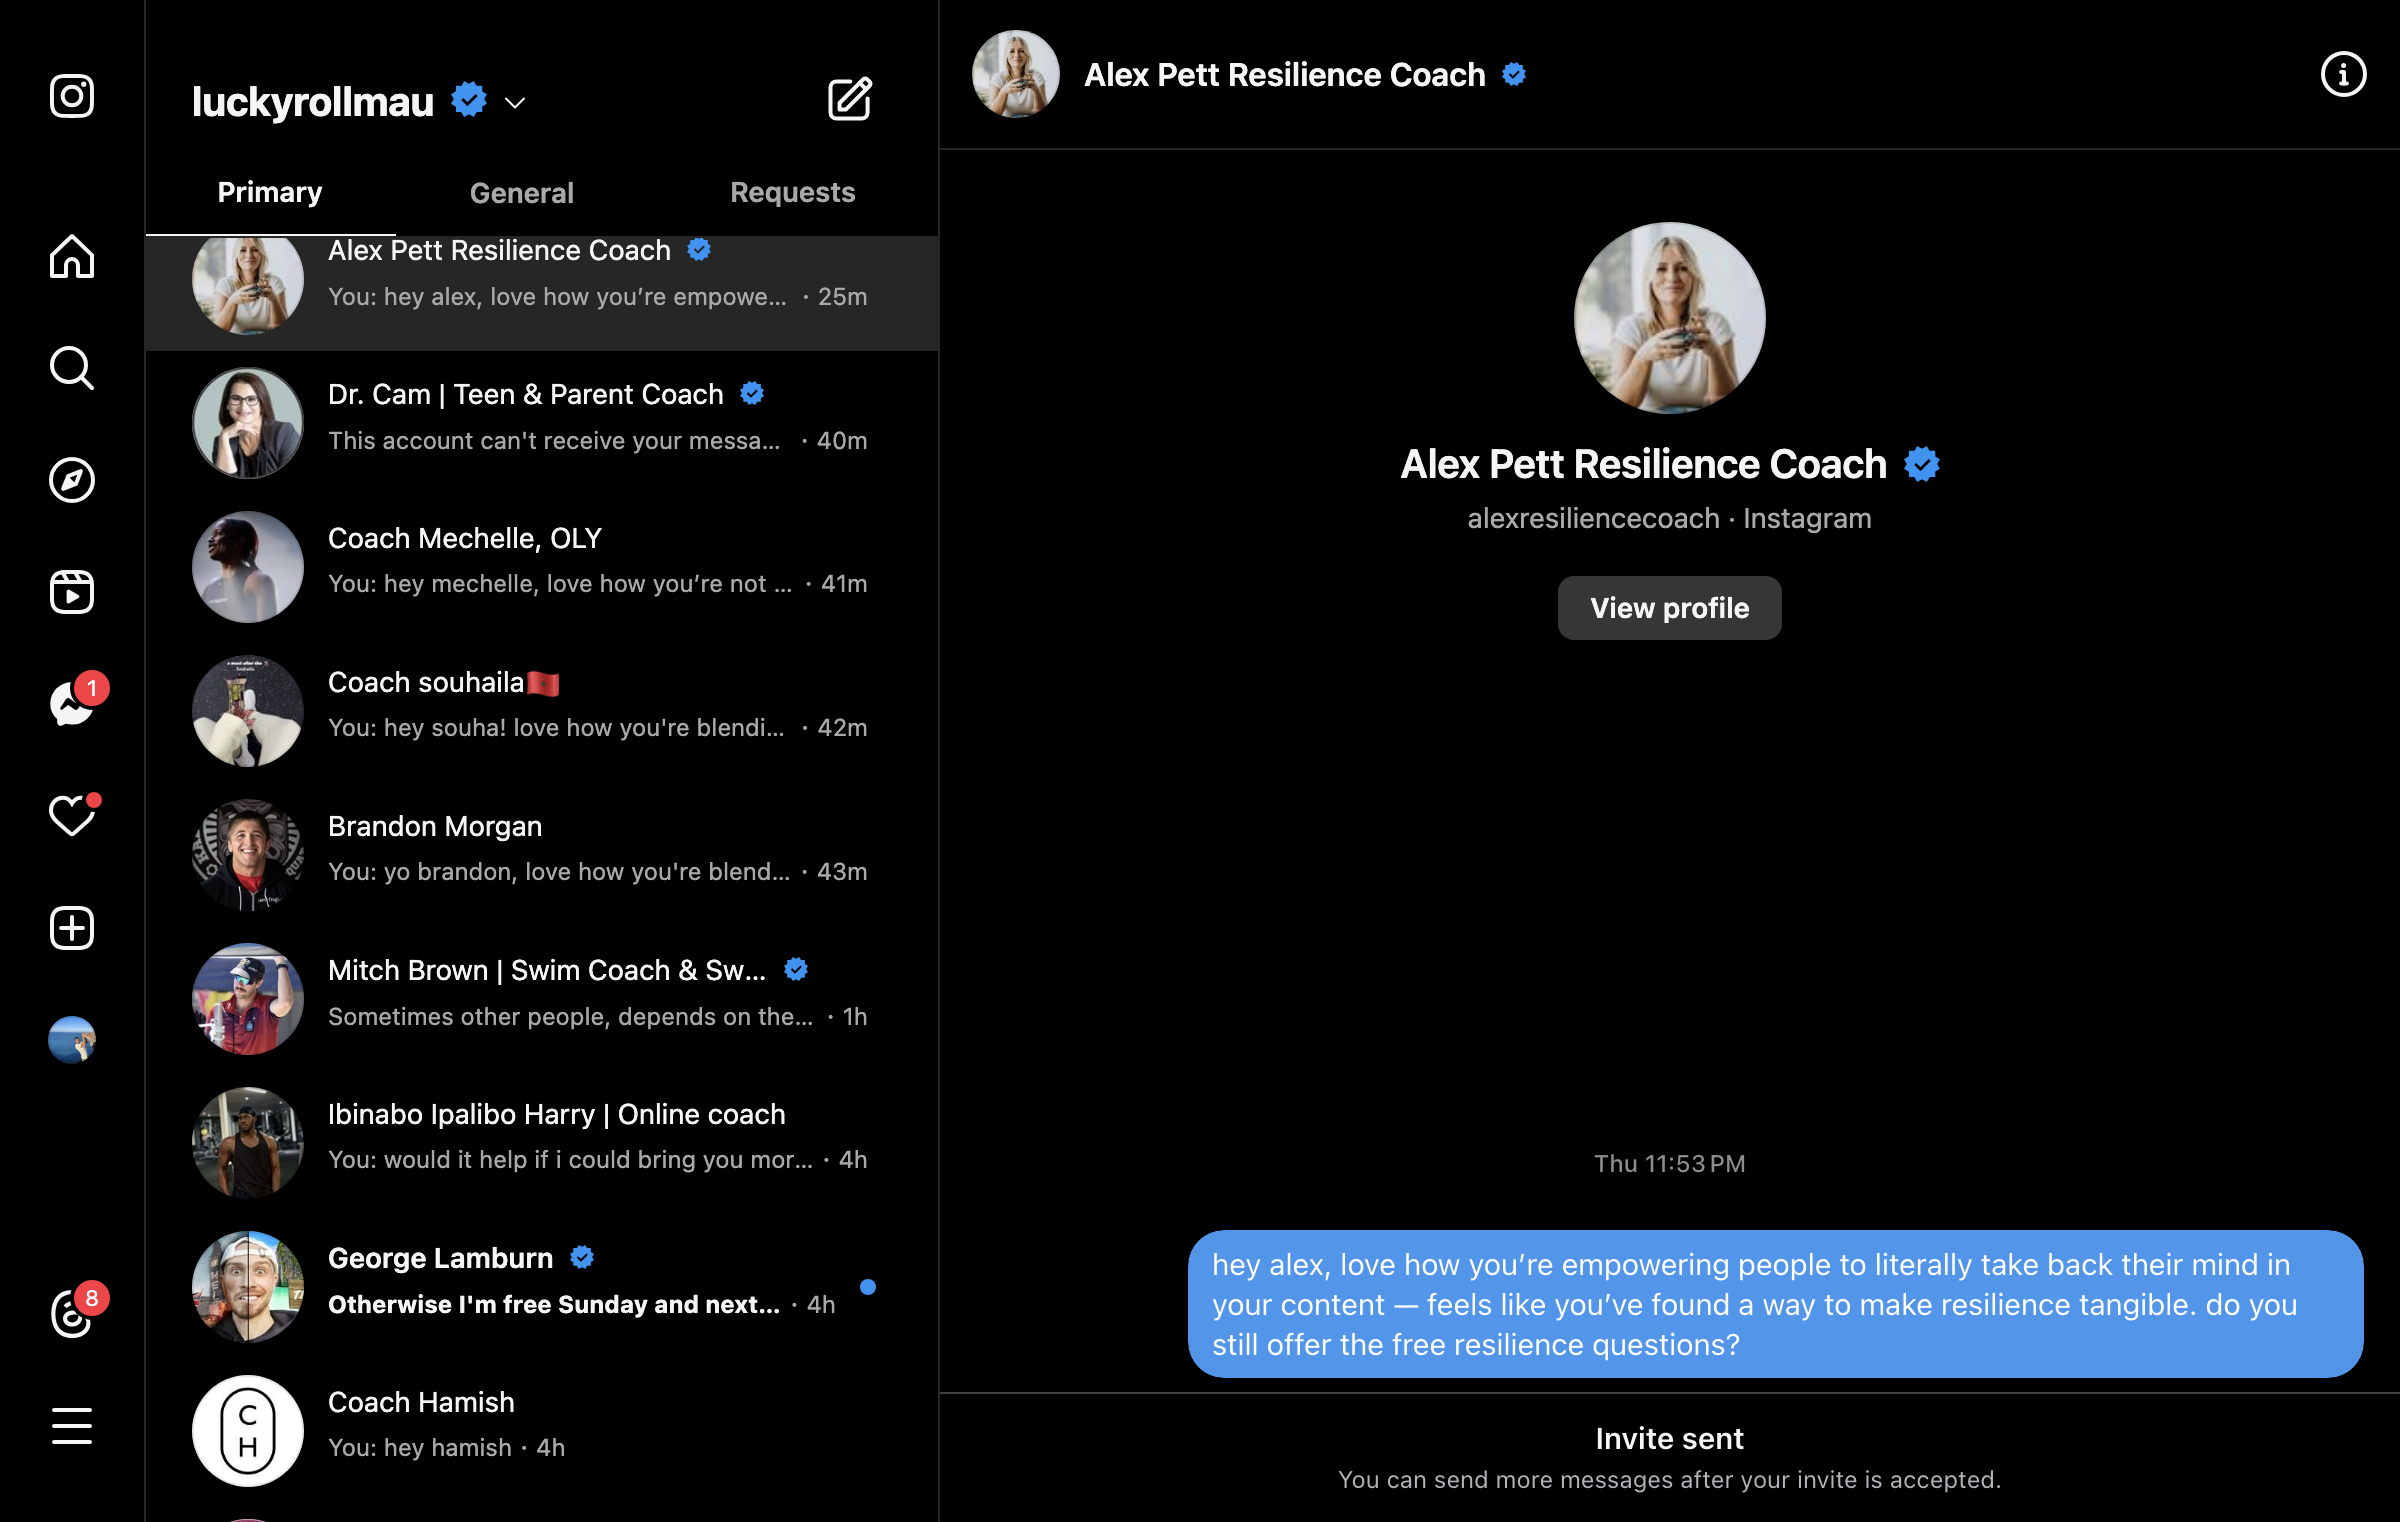 luckyrollmau
Primary
General
Requests
Alex Pett Resilience Coach
You: hey alex, love how you’re empowe... · 25m
Dr. Cam | Teen & Parent Coach
This account can't receive your messa... · 40m
Coach Mechelle, OLY
You: hey mechelle, love how you’re not ... · 41m
Coach souhaila🇲🇦
You: hey souha! love how you're blendi... · 42m
Brandon Morgan
You: yo brandon, love how you're blend... · 43m
Mitch Brown | Swim Coach & Sw...
Sometimes other people, depends on the... · 1h
Ibinabo Ipalibo Harry | Online coach
You: would it help if i could bring you mor... · 4h
George Lamburn
Otherwise I'm free Sunday and next... · 4h
C
H
Coach Hamish
You: hey hamish · 4h
1
8
Alex Pett Resilience Coach
Alex Pett Resilience Coach
alexresiliencecoach · Instagram
View profile
Thu 11:53 PM
hey alex, love how you’re empowering people to literally take back their mind in
your content — feels like you’ve found a way to make resilience tangible. do you
still offer the free resilience questions?
Invite sent
You can send more messages after your invite is accepted.